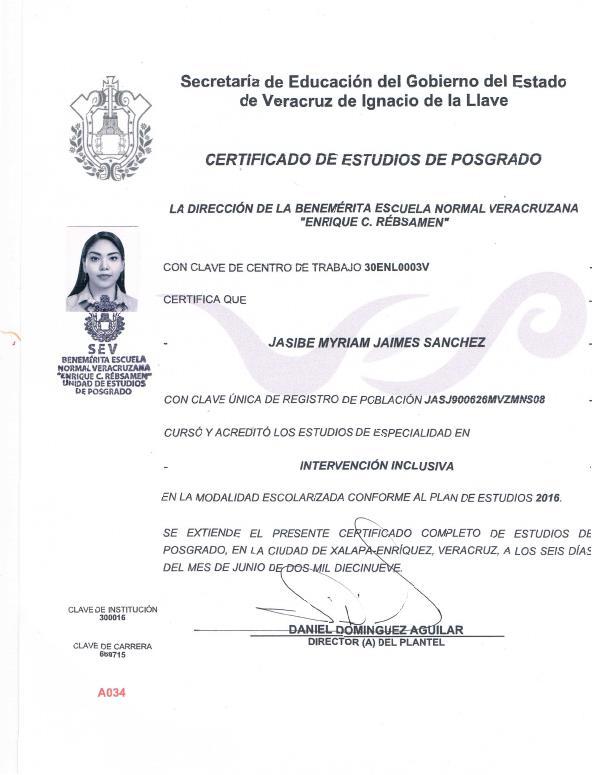 Secretaría de Educación del Gobierno del Estado
de Veracruz de Ignacio de la Llave
CERTIFICADO DE ESTUDIOS DE POSGRADO
LA DIRECCIÓN DE LA BENEMÉRITA ESCUELA NORMAL VERACRUZANA
"ENRIQUE C. RÉBSAMEN"
CON CLAVE DE CENTRO DE TRABAJO 30ENL0003V -
CERTIFICA QUE -
- JASIBE MYRIAM JAIMES SANCHEZ -
SEV
BENEMÉRITA ESCUELA
NORMAL VERACRUZANA
"ENRIQUE C. RÉBSAMEN"
UNIDAD DE ESTUDIOS
DE POSGRADO
CON CLAVE ÚNICA DE REGISTRO DE POBLACIÓN JASJ900626MVZMNS08 -
CURSÓ Y ACREDITÓ LOS ESTUDIOS DE ESPECIALIDAD EN
- INTERVENCIÓN INCLUSIVA -
EN LA MODALIDAD ESCOLARIZADA CONFORME AL PLAN DE ESTUDIOS 2016.
SE EXTIENDE EL PRESENTE CERTIFICADO COMPLETO DE ESTUDIOS DE
POSGRADO, EN LA CIUDAD DE XALAPA-ENRÍQUEZ, VERACRUZ, A LOS SEIS DÍAS
DEL MES DE JUNIO DE DOS MIL DIECINUEVE.
CLAVE DE INSTITUCIÓN
300016
DANIEL DOMINGUEZ AGUILAR
DIRECTOR (A) DEL PLANTEL
CLAVE DE CARRERA
A034